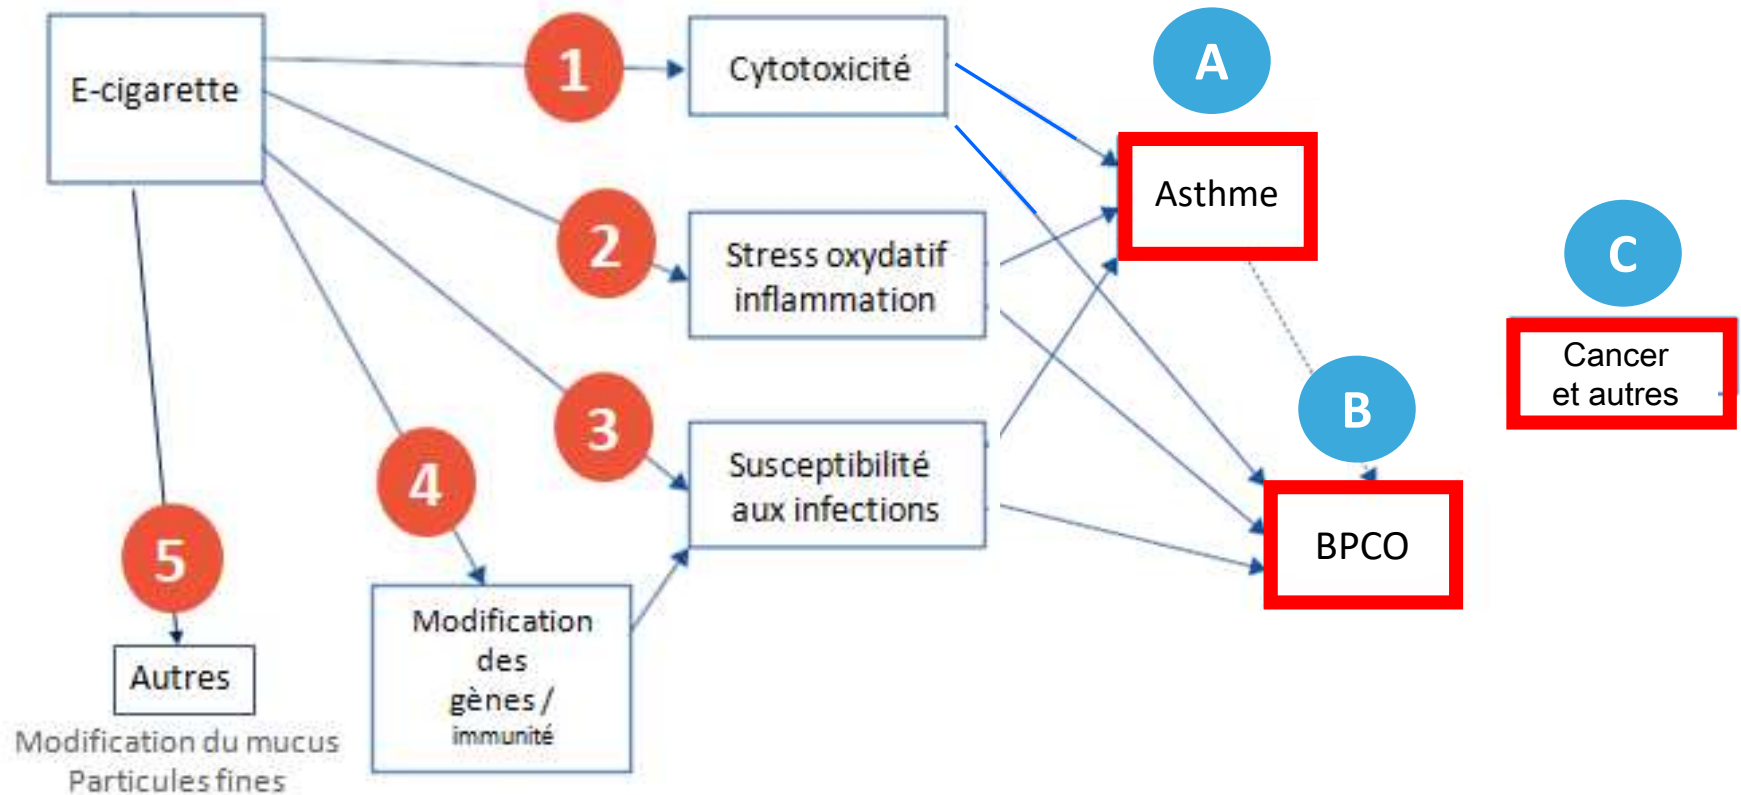 E-cigarette
1
Cytotoxicité
A
Asthme
2
Stress oxydatif
inflammation
C
Cancer
et autres
3
Susceptibilité
aux infections
B
BPCO
4
Modification
des
gènes /
immunité
5
Autres
Modification du mucus
Particules fines